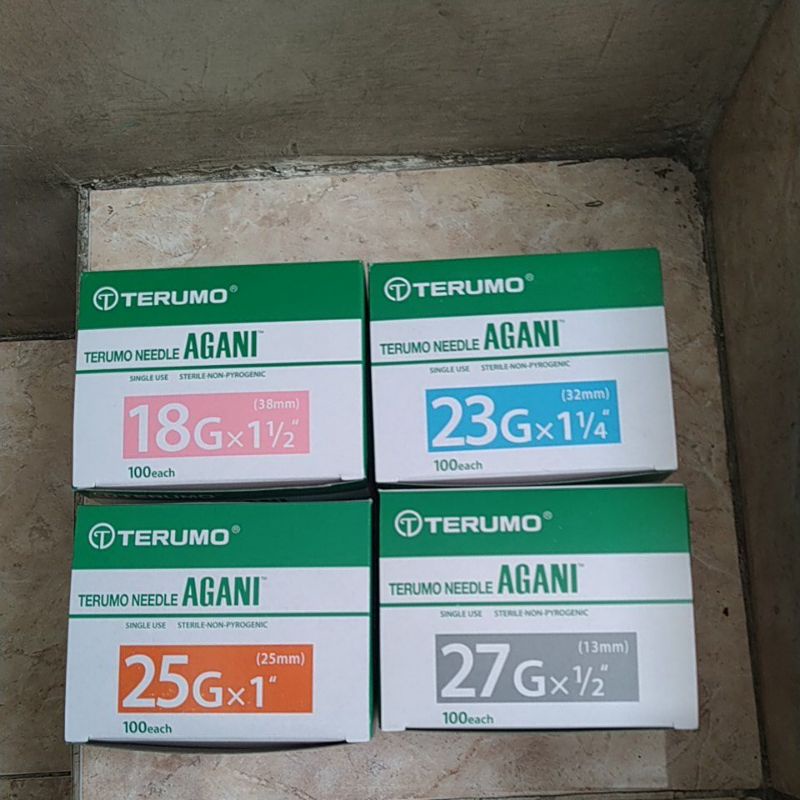 TERUMO®
TERUMO NEEDLE AGANI™
SINGLE USE STERILE-NON-PYROGENIC
(38mm)
18G×1½"
100each
TERUMO®
TERUMO NEEDLE AGANI™
SINGLE USE STERILE-NON-PYROGENIC
(32mm)
23G×1¼"
100each
TERUMO
TERUMO®
TERUMO NEEDLE AGANI™
SINGLE USE STERILE-NON-PYROGENIC
(25mm)
25G×1"
100each
TERUMO®
TERUMO NEEDLE AGANI™
SINGLE USE STERILE-NON-PYROGENIC
(13mm)
27G×½"
100each